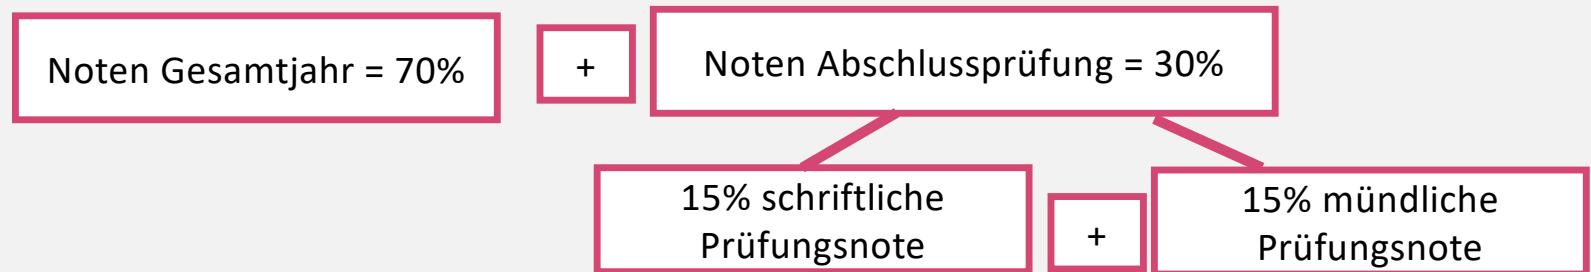 Noten Gesamtjahr = 70%
+
Noten Abschlussprüfung = 30%
15% schriftliche
Prüfungsnote
+
15% mündliche
Prüfungsnote